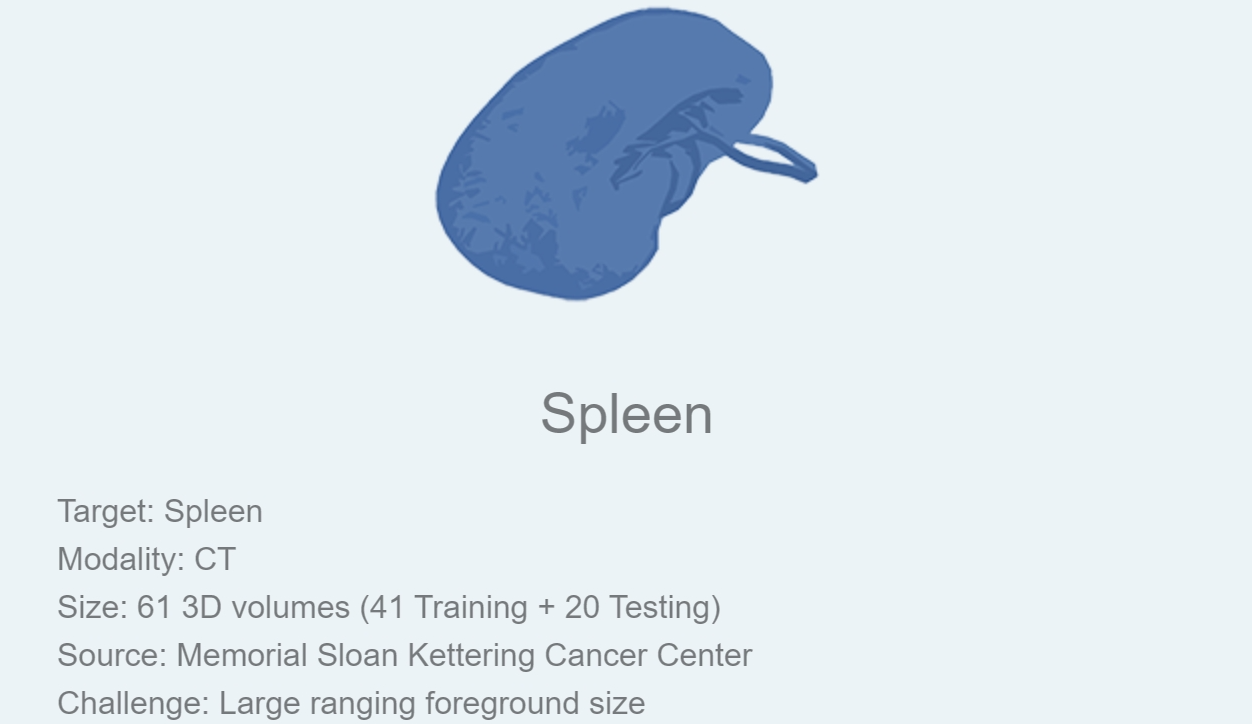 Spleen
Target: Spleen
Modality: CT
Size: 61 3D volumes (41 Training + 20 Testing)
Source: Memorial Sloan Kettering Cancer Center
Challenge: Large ranging foreground size